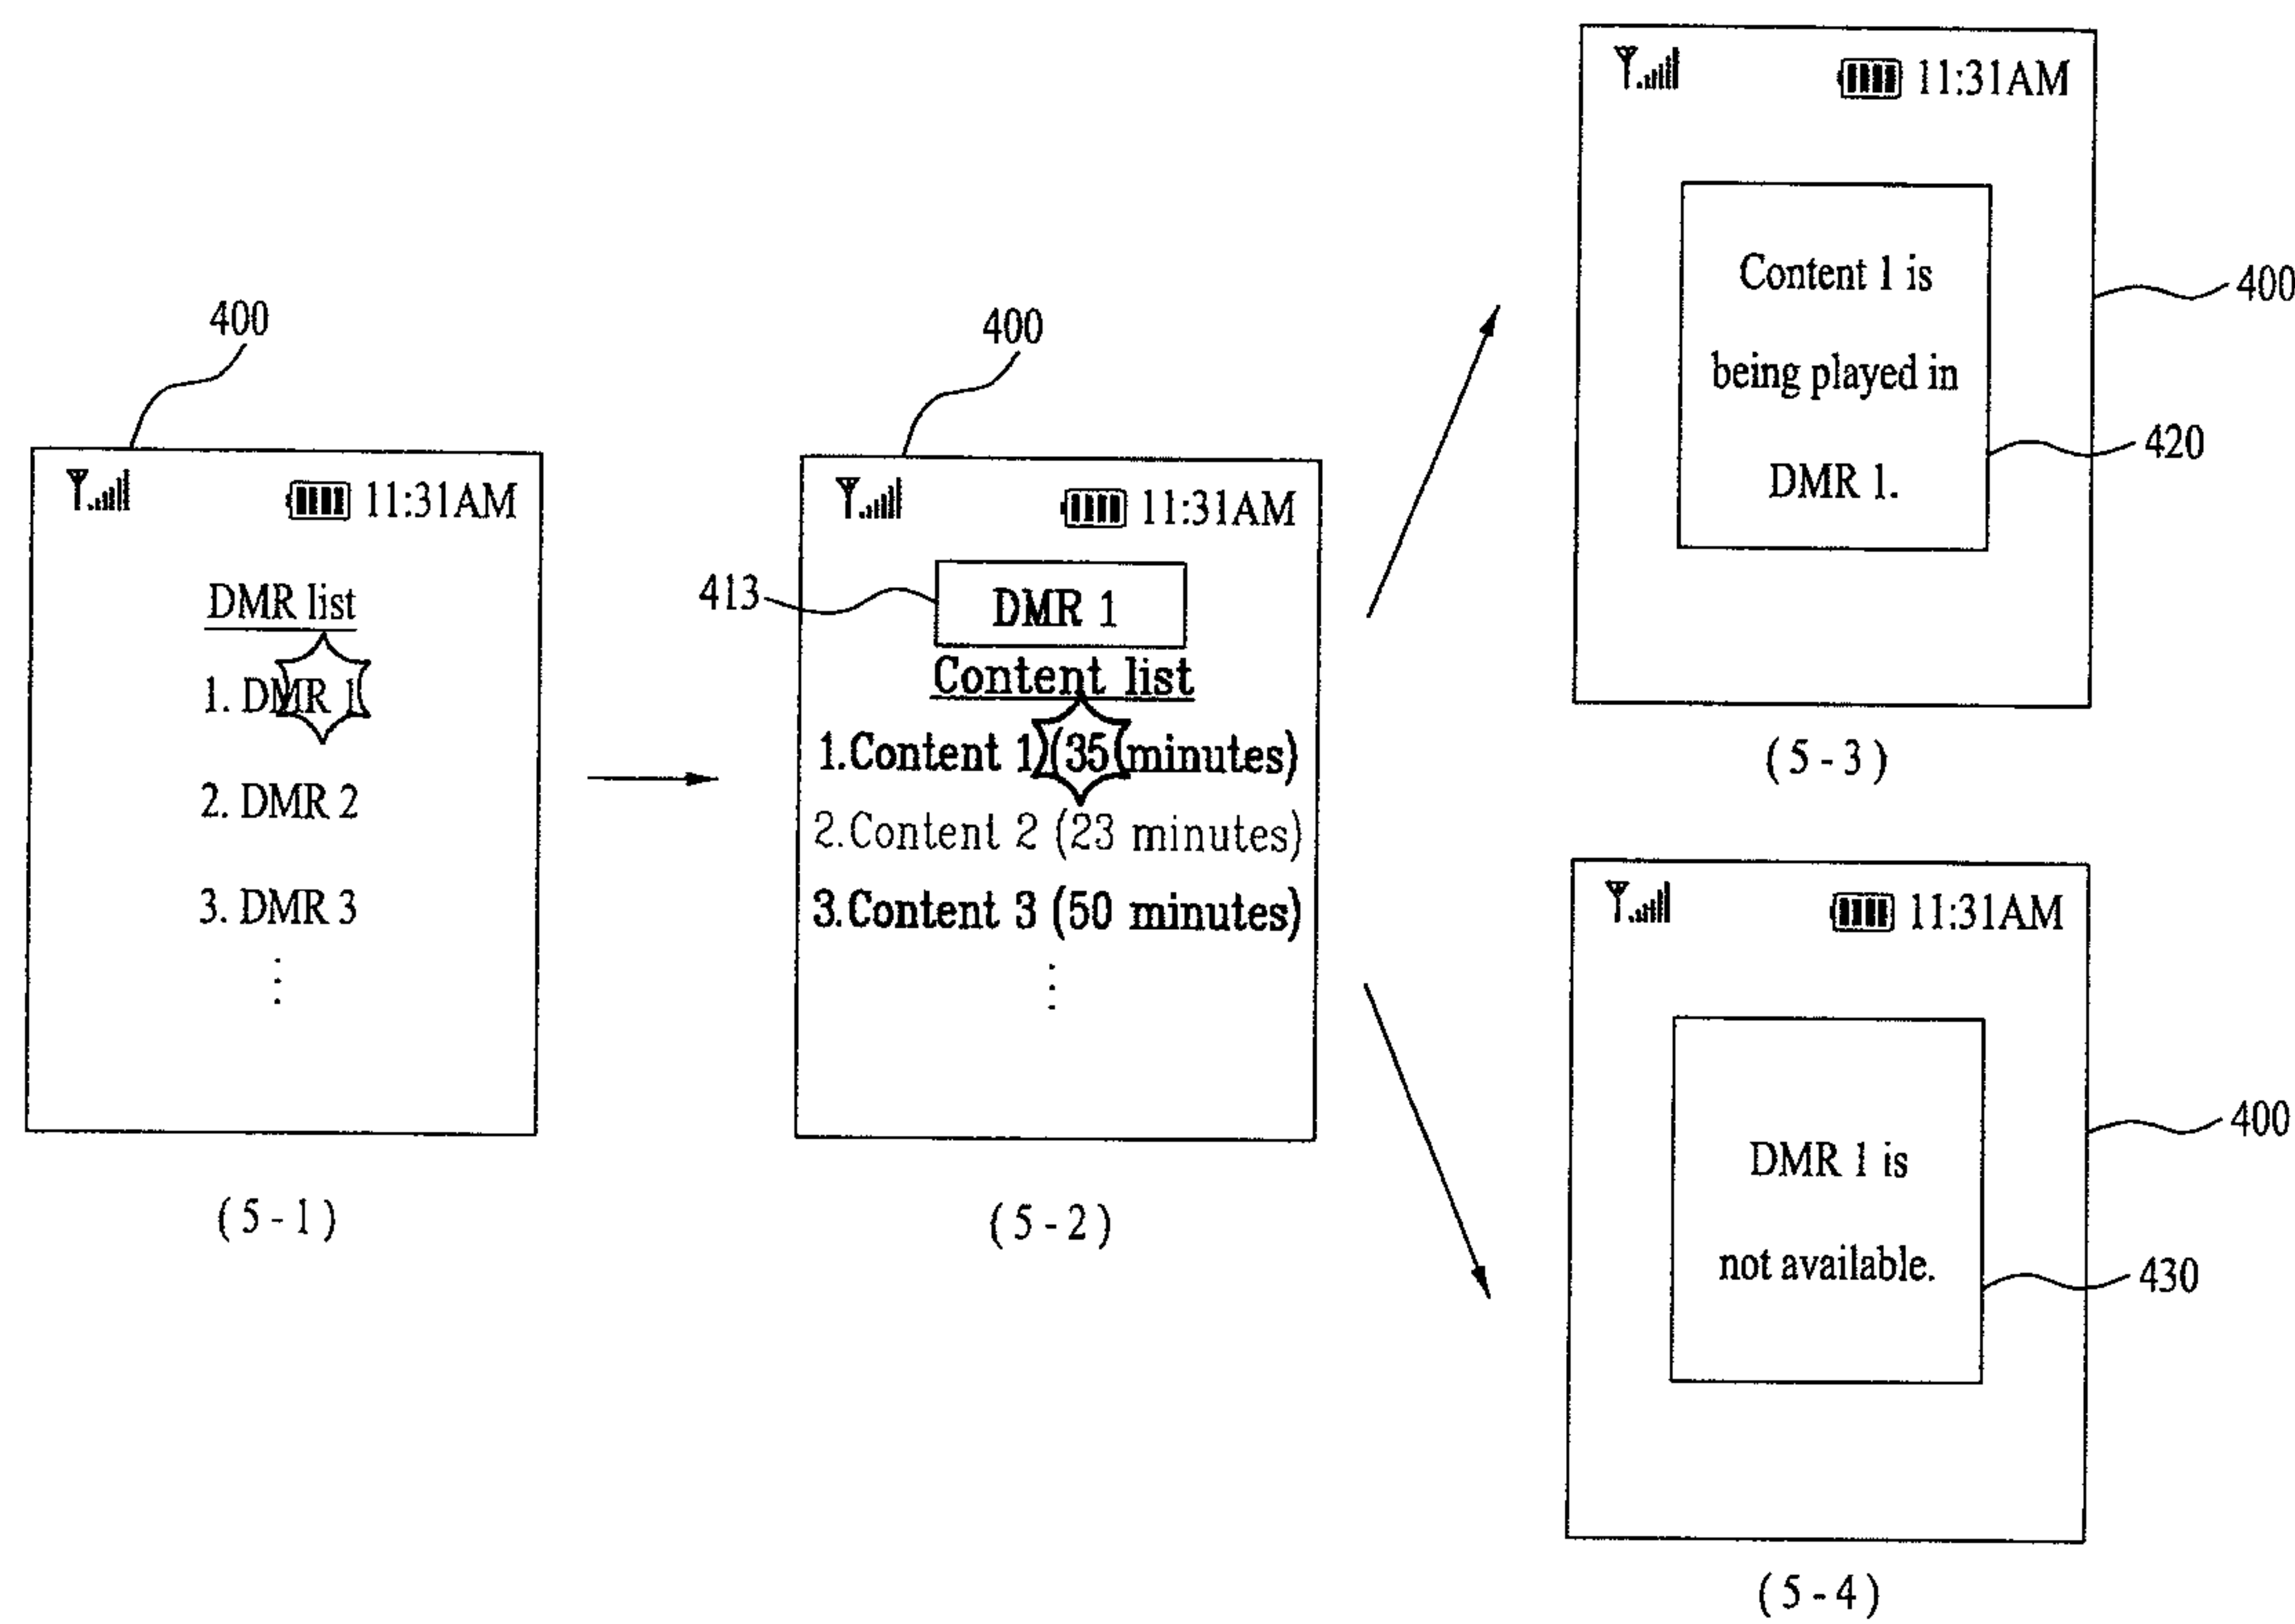 400
11:31AM
DMR list
1. DMR 1
2. DMR 2
3. DMR 3
(5-1)
400
11:31AM
413
DMR 1
Content list
1.Content 1 (35 minutes)
2.Content 2 (23 minutes)
3.Content 3 (50 minutes)
(5-2)
11:31AM
Content 1 is
being played in
DMR 1.
400
420
(5-3)
11:31AM
DMR 1 is
not available.
400
430
(5-4)